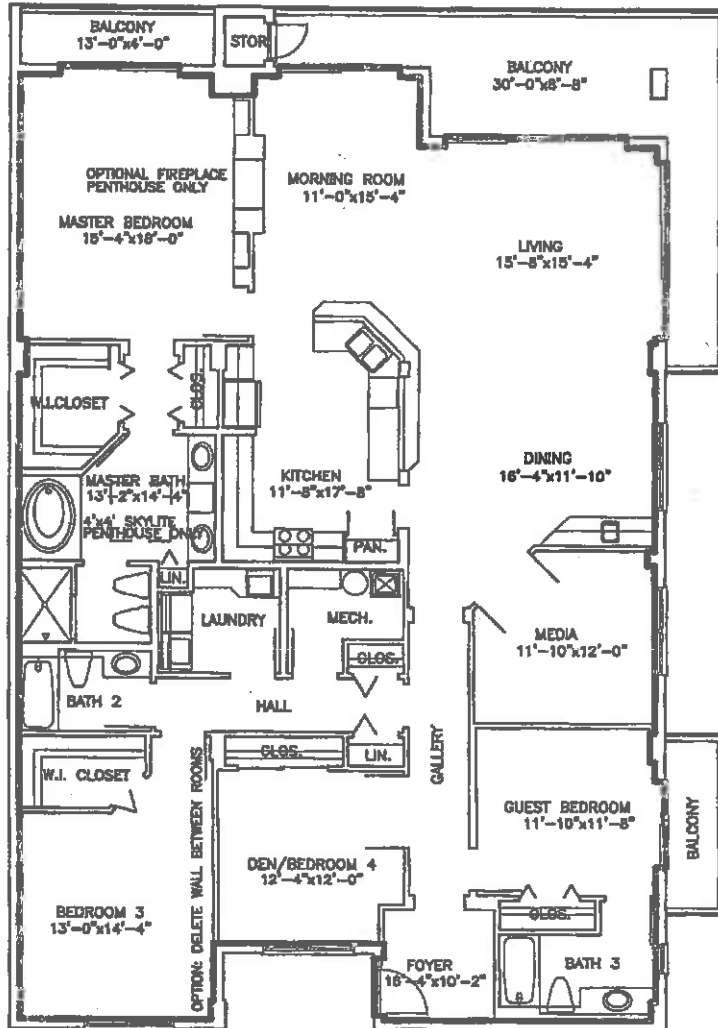 BALCONY
13'-0"x4'-0"
STOR
BALCONY
30'-0"x8'-8"
OPTIONAL FIREPLACE
PENTHOUSE ONLY
MORNING ROOM
11'-0"x15'-4"
MASTER BEDROOM
15'-4"x18'-0"
LIVING
15'-8"x15'-4"
W.I.CLOSET
CLOS.
DINING
16'-4"x11'-10"
KITCHEN
11'-8"x17'-8"
MASTER BATH
13'-2"x14'-4"
4'x4' SKYLITE
PENTHOUSE ONLY
PAN.
LIN.
LAUNDRY
MECH.
MEDIA
11'-10"x12'-0"
CLOS.
BATH 2
HALL
CLOS.
LIN.
GALLERY
W.I. CLOSET
OPTION: DELETE WALL BETWEEN ROOMS
GUEST BEDROOM
11'-10"x11'-8"
BALCONY
DEN/BEDROOM 4
12'-4"x12'-0"
BEDROOM 3
13'-0"x14'-4"
CLOS.
FOYER
16'-4"x10'-2"
BATH 3